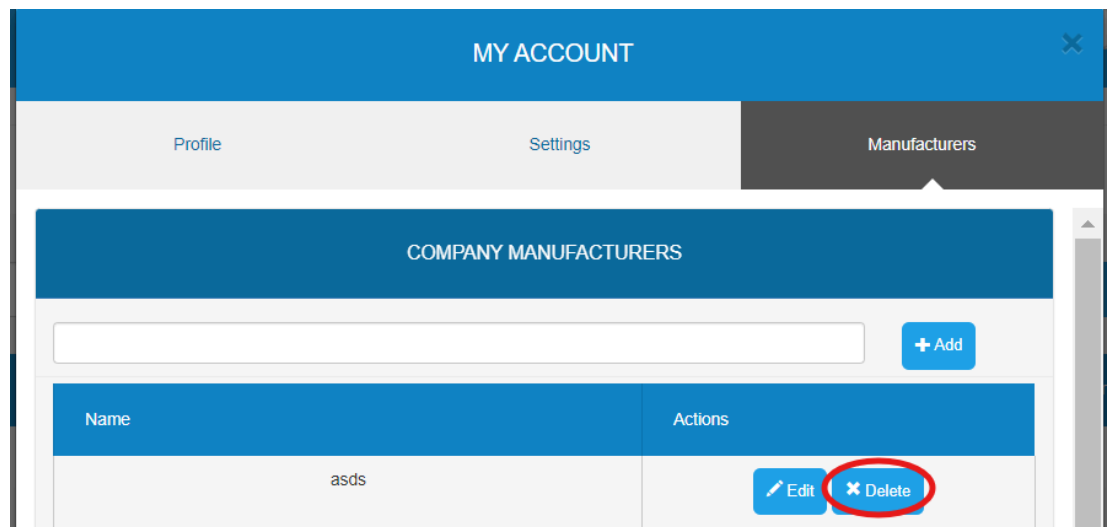 MY ACCOUNT
Profile Settings Manufacturers
COMPANY MANUFACTURERS
Add
Name Actions
asds Edit Delete